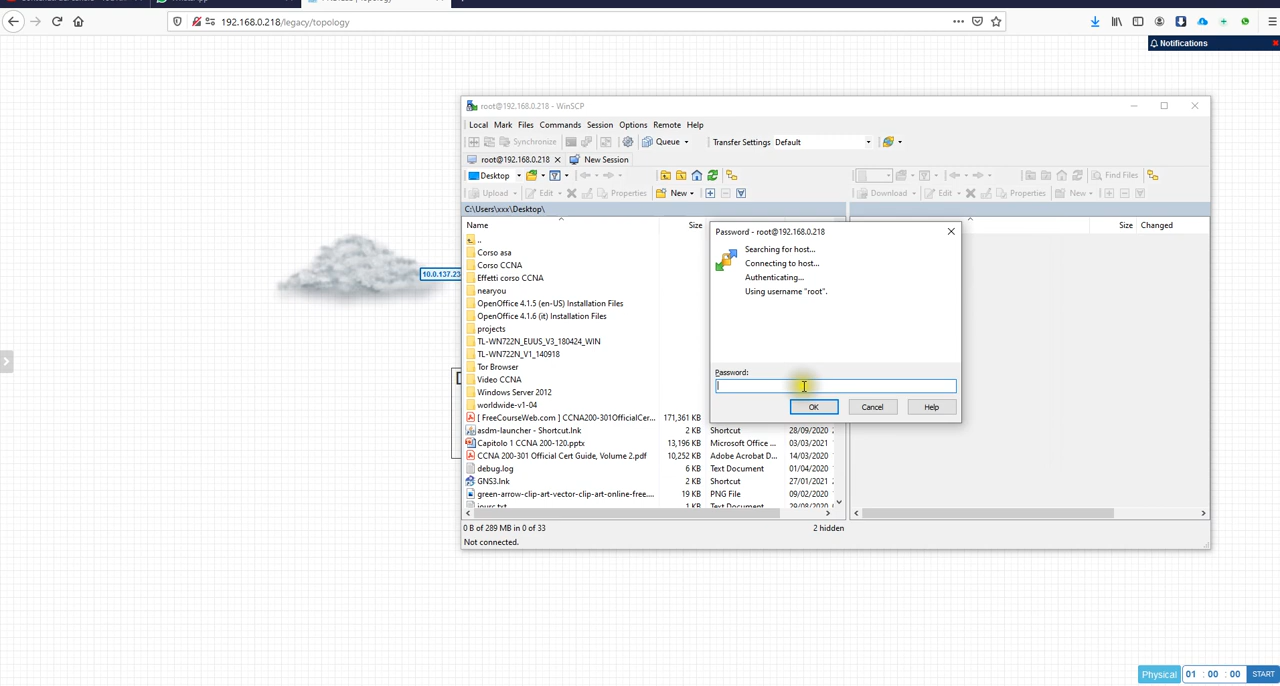 192.168.0.218/legacy/topology
Notifications
root@192.168.0.218 - WinSCP
Local Mark Files Commands Session Options Remote Help
Synchronize Queue Transfer Settings Default
root@192.168.0.218 New Session
Desktop Find Files
Upload Edit Properties New Download Edit Properties New
C:\Users\xxx\Desktop\
Name Size Size Changed
..
Corso asa
Corso CCNA
Effetti corso CCNA
nearyou
OpenOffice 4.1.5 (en-US) Installation Files
OpenOffice 4.1.6 (it) Installation Files
projects
TL-WN722N_EUUS_V3_180424_WIN
TL-WN722N_V1_140918
Tor Browser
Video CCNA
Windows Server 2012
worldwide-v1-04
[ FreeCourseWeb.com ] CCNA200-301OfficialCer... 171,361 KB
asdm-launcher - Shortcut.lnk 2 KB Shortcut 28/09/2020
Capitolo 1 CCNA 200-120.pptx 13,196 KB Microsoft Office ... 03/03/2021
CCNA 200-301 Official Cert Guide, Volume 2.pdf 10,252 KB Adobe Acrobat D... 14/03/2020
debug.log 6 KB Text Document 01/04/2020
GNS3.lnk 2 KB Shortcut 27/01/2021
green-arrow-clip-art-vector-clip-art-online-free.... 19 KB PNG File 09/02/2020
1 KB Text Document 29/08/2020
0 B of 289 MB in 0 of 33 2 hidden
Not connected.
Password - root@192.168.0.218
Searching for host...
Connecting to host...
Authenticating...
Using username "root".
Password:
OK Cancel Help
10.0.137.23
Physical 01 : 00 : 00 START